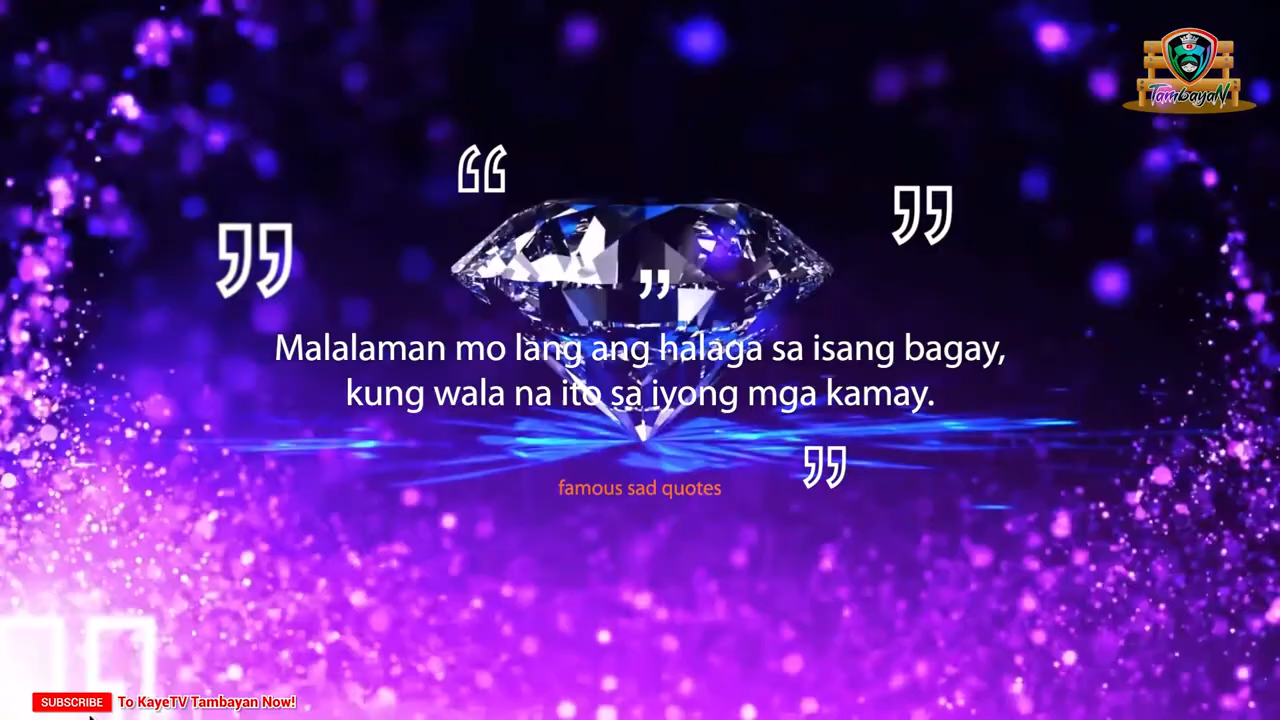 TambayaN
Malalaman mo lang ang halaga sa isang bagay,
kung wala na ito sa iyong mga kamay.
famous sad quotes
SUBSCRIBE To KayeTV Tambayan Now!